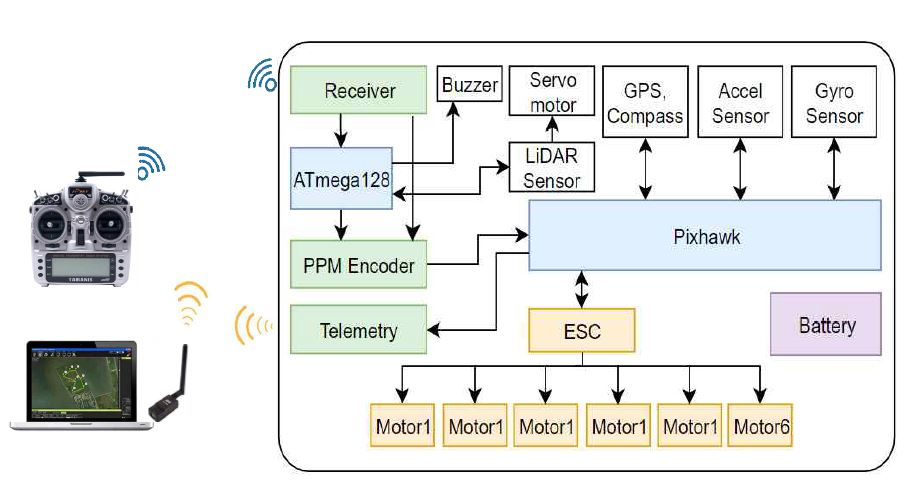 Receiver
Buzzer
Servo
motor
GPS,
Compass
Accel
Sensor
Gyro
Sensor
ATmega128
LiDAR
Sensor
Pixhawk
PPM Encoder
Telemetry
ESC
Battery
Motor1
Motor1
Motor1
Motor1
Motor1
Motor6
TARANIS